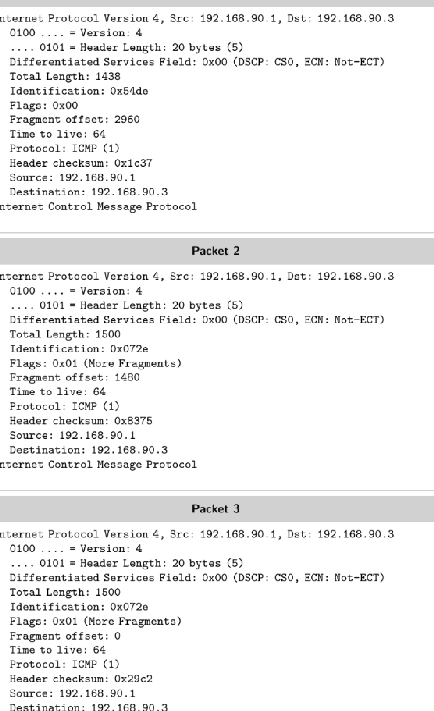 nternet Protocol Version 4, Src: 192.168.90.1, Dst: 192.168.90.3
0100 .... = Version: 4
.... 0101 = Header Length: 20 bytes (5)
Differentiated Services Field: 0x00 (DSCP: CS0, ECN: Not-ECT)
Total Length: 1438
Identification: 0x54de
Flags: 0x00
Fragment offset: 2960
Time to live: 64
Protocol: ICMP (1)
Header checksum: 0x1c37
Source: 192.168.90.1
Destination: 192.168.90.3
nternet Control Message Protocol
Packet 2
nternet Protocol Version 4, Src: 192.168.90.1, Dst: 192.168.90.3
0100 .... = Version: 4
.... 0101 = Header Length: 20 bytes (5)
Differentiated Services Field: 0x00 (DSCP: CS0, ECN: Not-ECT)
Total Length: 1500
Identification: 0x072e
Flags: 0x01 (More Fragments)
Fragment offset: 1480
Time to live: 64
Protocol: ICMP (1)
Header checksum: 0x8375
Source: 192.168.90.1
Destination: 192.168.90.3
nternet Control Message Protocol
Packet 3
nternet Protocol Version 4, Src: 192.168.90.1, Dst: 192.168.90.3
0100 .... = Version: 4
.... 0101 = Header Length: 20 bytes (5)
Differentiated Services Field: 0x00 (DSCP: CS0, ECN: Not-ECT)
Total Length: 1500
Identification: 0x072e
Flags: 0x01 (More Fragments)
Fragment offset: 0
Time to live: 64
Protocol: ICMP (1)
Header checksum: 0x29c2
Source: 192.168.90.1
Destination: 192.168.90.3